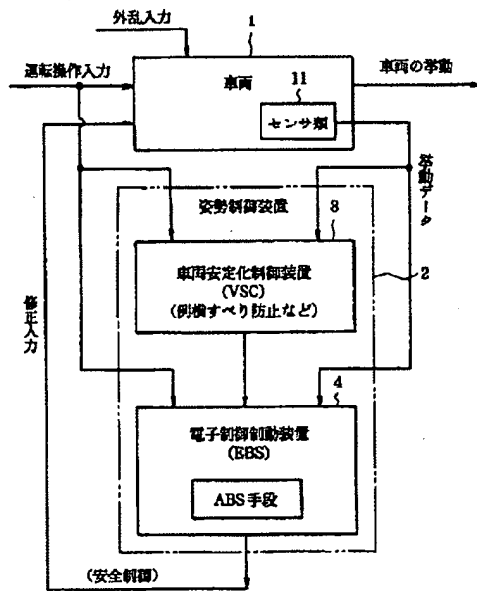 外乱入力
1
運転操作入力
車両
車両の挙動
11
センサ類
挙動データ
姿勢制御装置
3
2
車両安定化制御装置
(VSC)
(例横すべり防止など)
修正入力
4
電子制御制動装置
(EBS)
ABS手段
(安全制御)